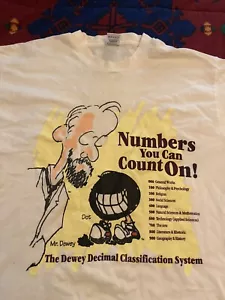 Numbers
You Can
Count On!
000 General Works
100 Philosophy & Psychology
200 Religion
300 Social Sciences
400 Language
500 Natural Sciences & Mathematics
600 Technology (Applied Sciences)
700 The Arts
800 Literature & Rhetoric
900 Geography & History
Dot
Mr. Dewey
The Dewey Decimal Classification System